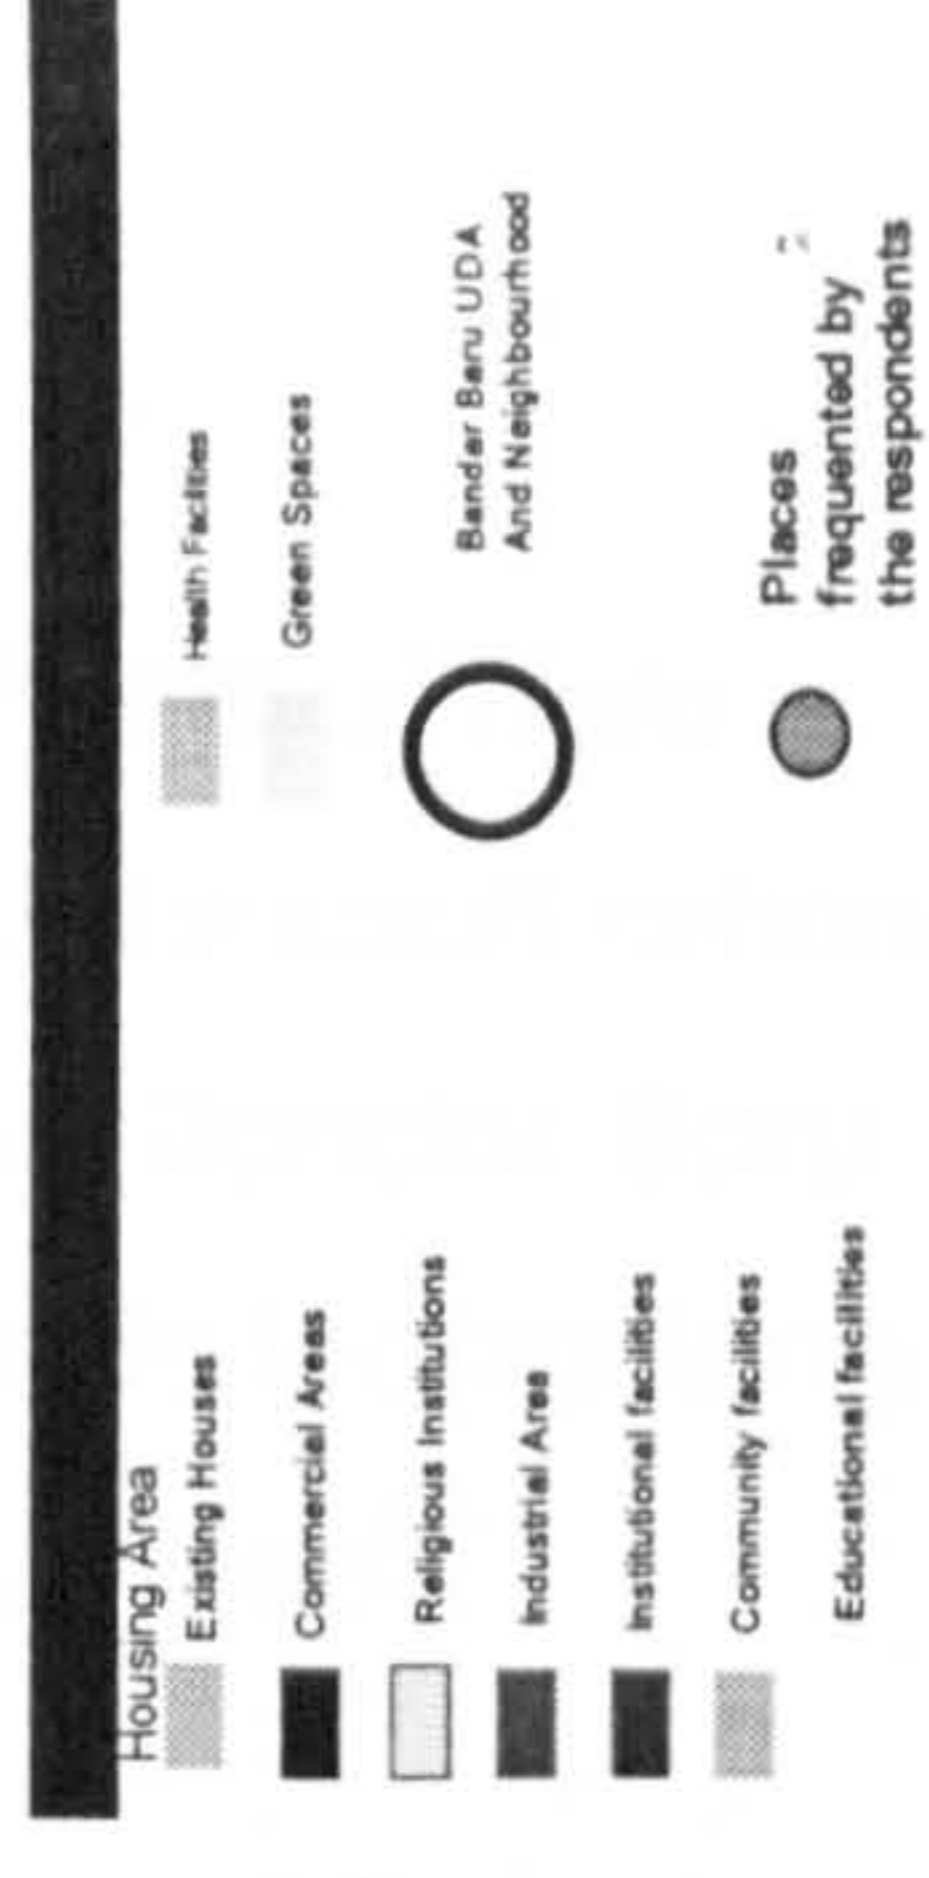 Housing Area
Existing Houses
Commercial Areas
Religious Institutions
Industrial Area
Institutional facilities
Community facilities
Educational facilities
Health Facilities
Green Spaces
Bandar Baru UDA
And Neighbourhood
Places
frequented by
the respondents